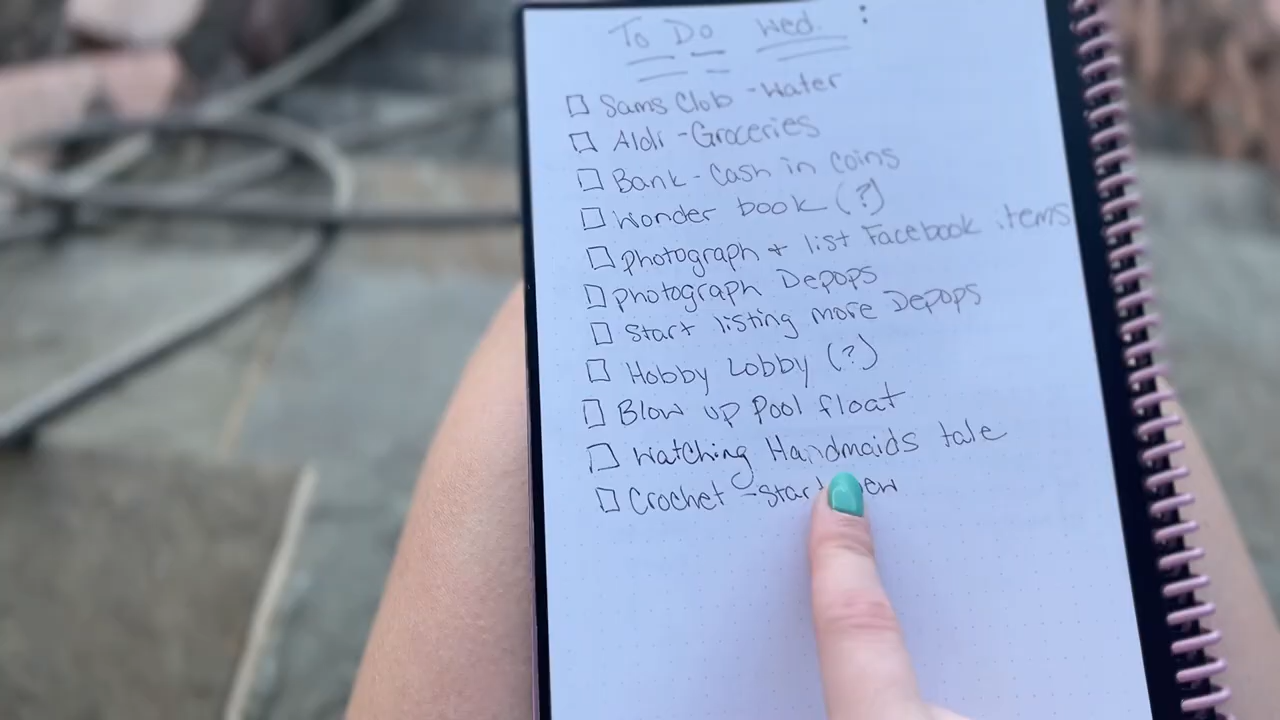 To Do Wed. :
Sams Clob - Water
Aldi - Groceries
Bank - Cash in coins
Wonder book (?)
photograph + list Facebook items
photograph Depops
Start listing more Depops
Hobby Lobby (?)
Blow up Pool float
Watching Handmaids tale
Crochet - Start